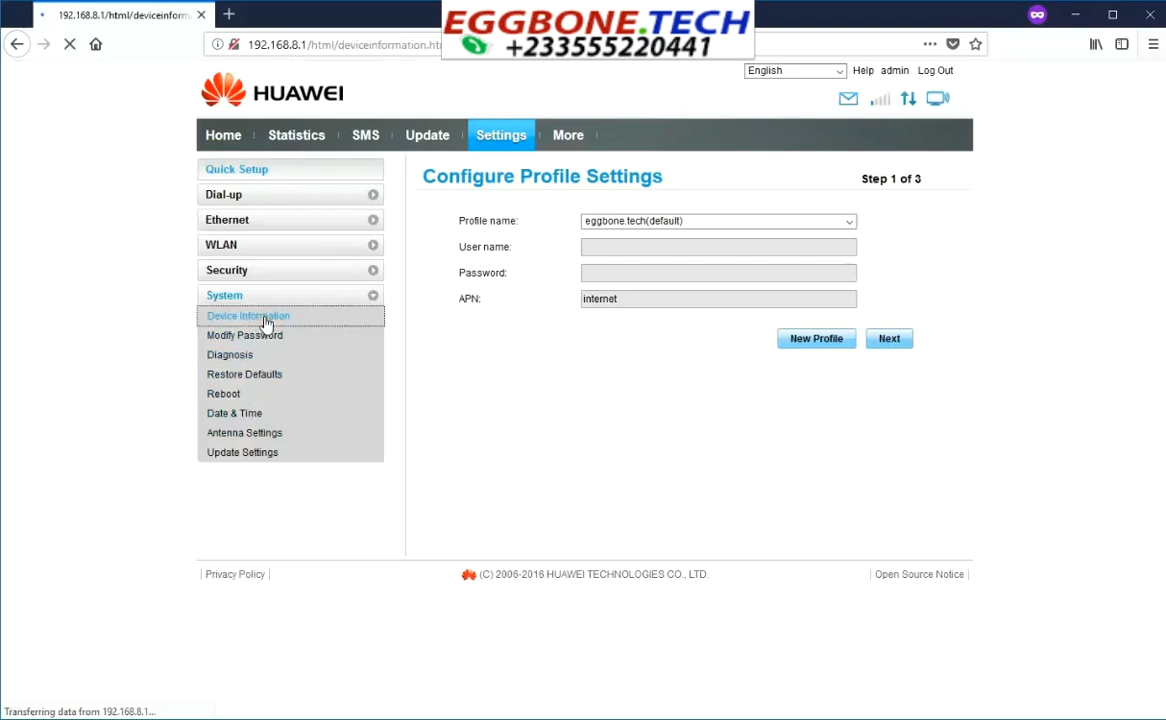 192.168.8.1/html/deviceinform
EGGBONE.TECH
+233555220441
192.168.8.1/html/deviceinformation.ht
English
Help admin Log Out
HUAWEI
Home Statistics SMS Update Settings More
Quick Setup
Dial-up
Ethernet
WLAN
Security
System
Device Information
Modify Password
Diagnosis
Restore Defaults
Reboot
Date & Time
Antenna Settings
Update Settings
Configure Profile Settings
Step 1 of 3
Profile name: eggbone.tech(default)
User name:
Password:
APN: internet
New Profile Next
Privacy Policy
(C) 2006-2016 HUAWEI TECHNOLOGIES CO., LTD.
Open Source Notice
Transferring data from 192.168.8.1...